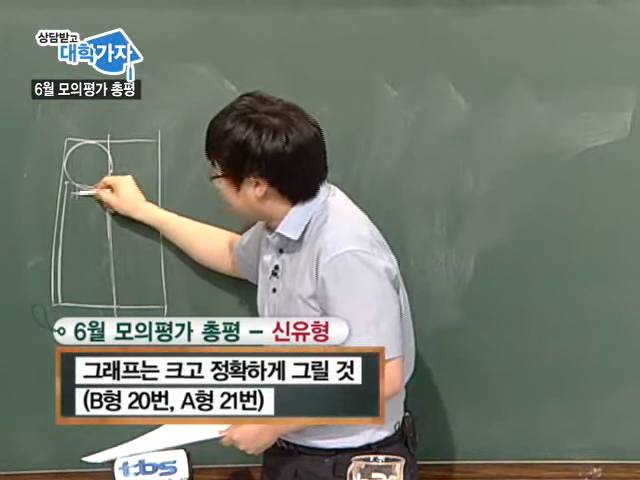 상담받고
대학가자
6월 모의평가 총평
6월 모의평가 총평 - 신유형
그래프는 크고 정확하게 그릴 것
(B형 20번, A형 21번)
tbs